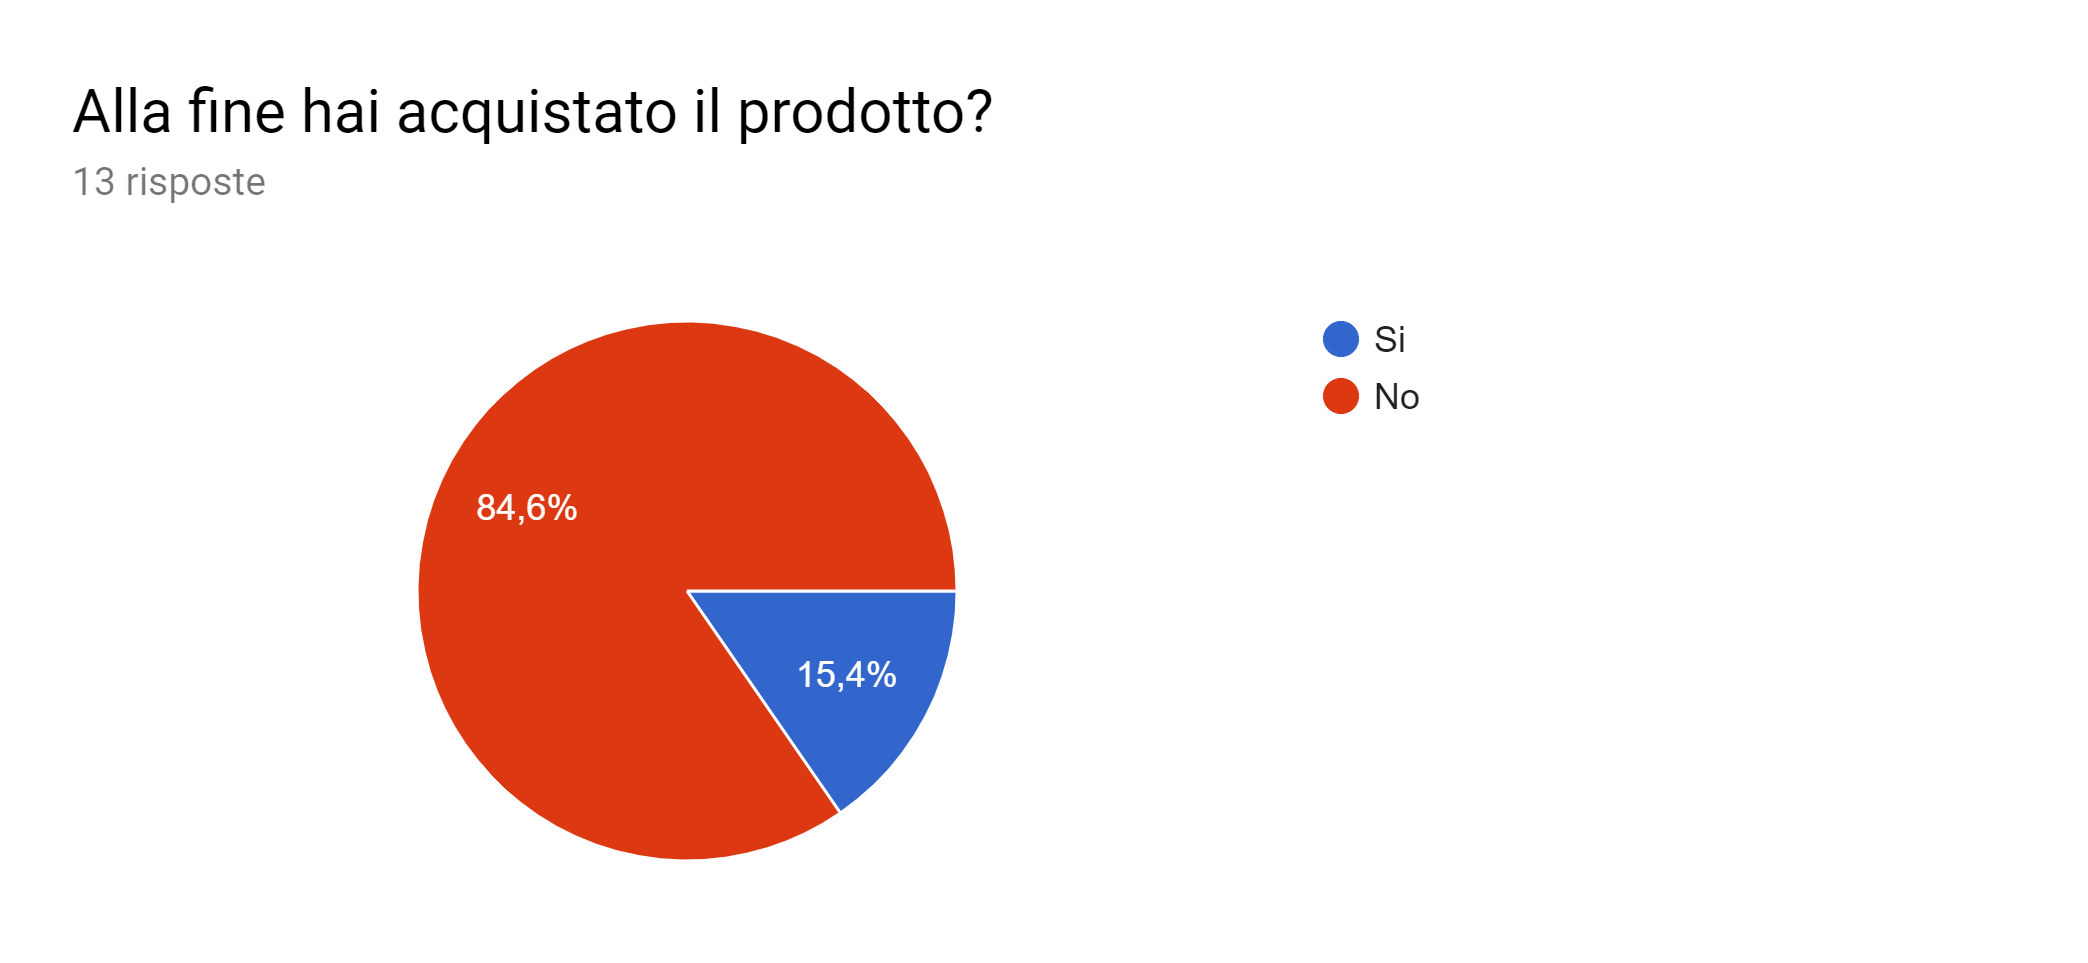 Alla fine hai acquistato il prodotto?
13 risposte
Si
No
84,6%
15,4%